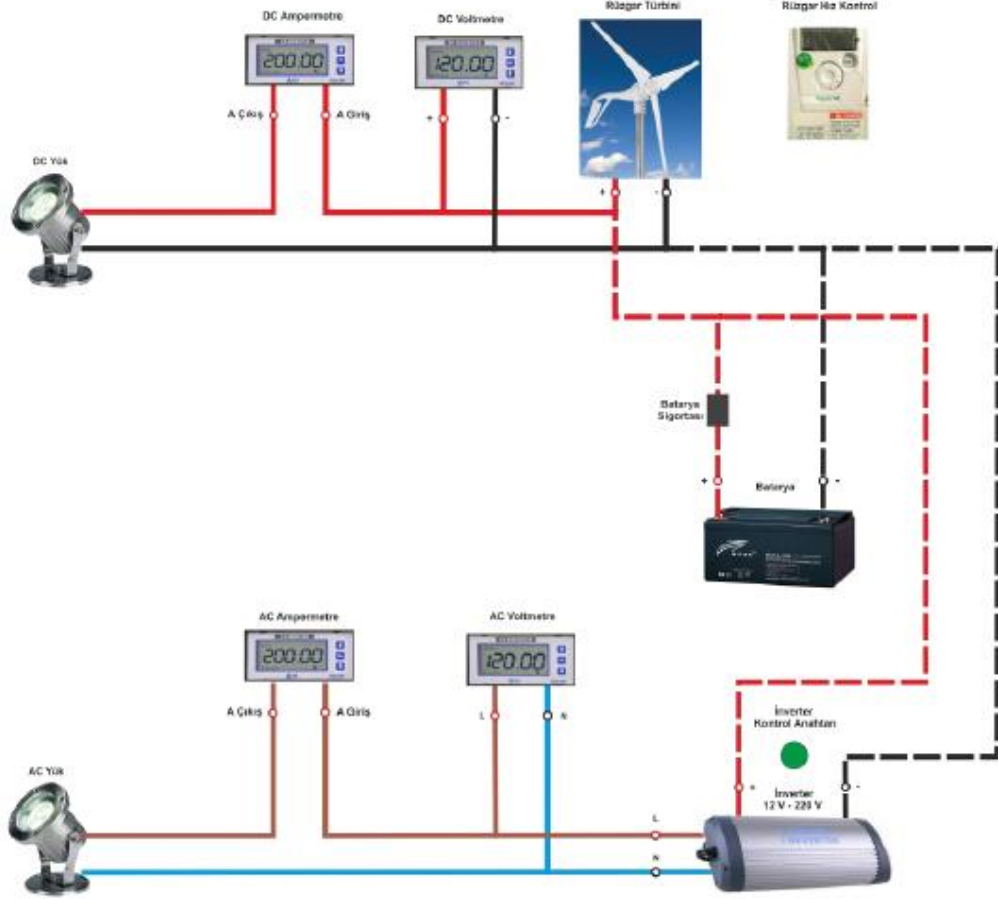 DC Ampermetre
DC Voltmetre
Rüzgar Türbini
Rüzgar Hız Kontrol
200.00
120.00
A Çıkış
A Giriş
+
-
+
-
DC Yük
Batarya
Sigortası
+
Batarya
-
AC Ampermetre
AC Voltmetre
200.00
120.00
A Çıkış
A Giriş
L
N
İnverter
Kontrol Anahtarı
AC Yük
+
İnverter
12 V - 220 V
-
L
N